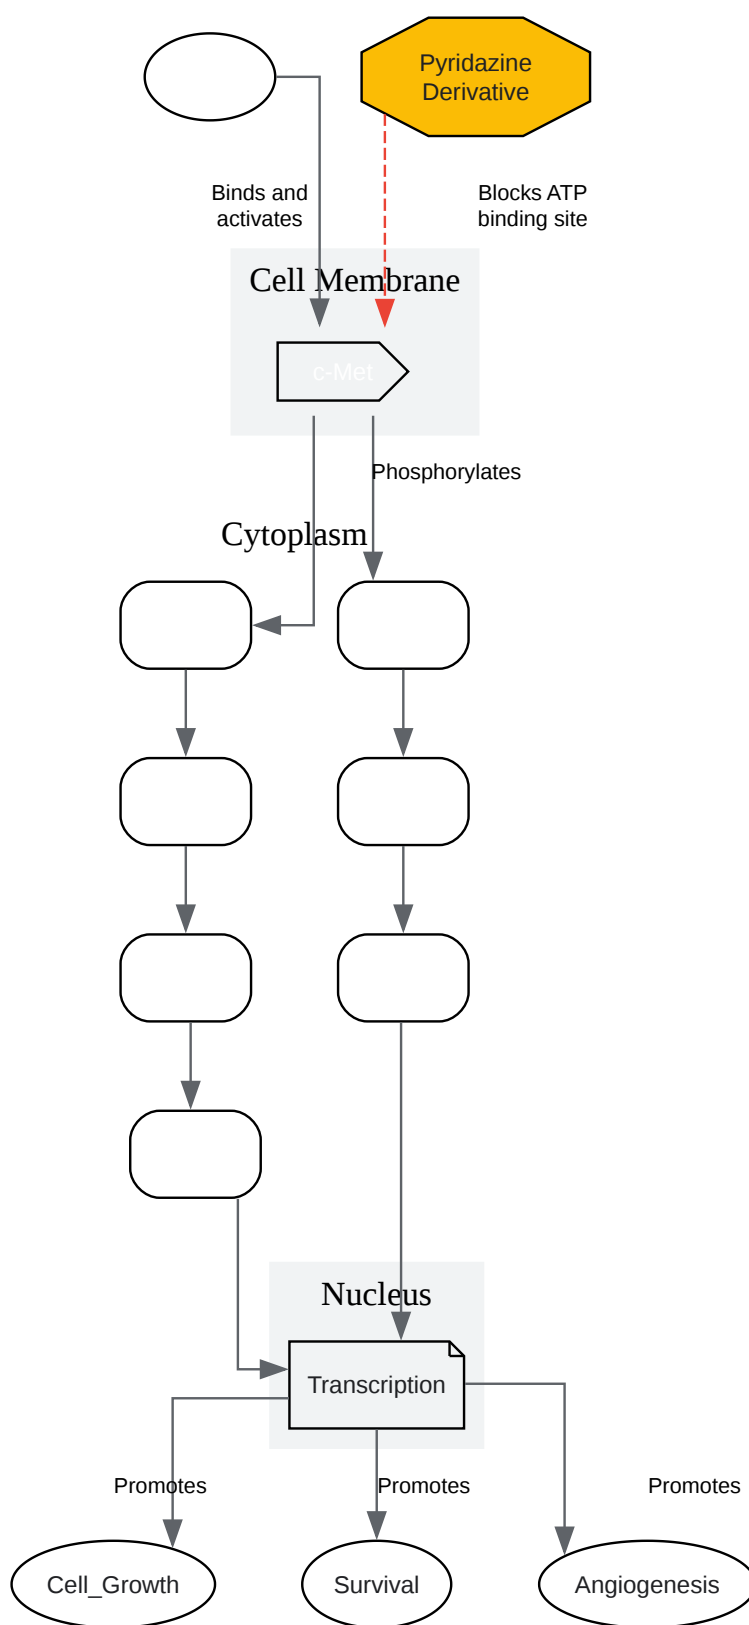 Pyridazine
Derivative
Binds and
activates
Blocks ATP
binding site
Cell Membrane
c-Met
Phosphorylates
Cytoplasm
Nucleus
Transcription
Promotes
Promotes
Promotes
Cell_Growth
Survival
Angiogenesis